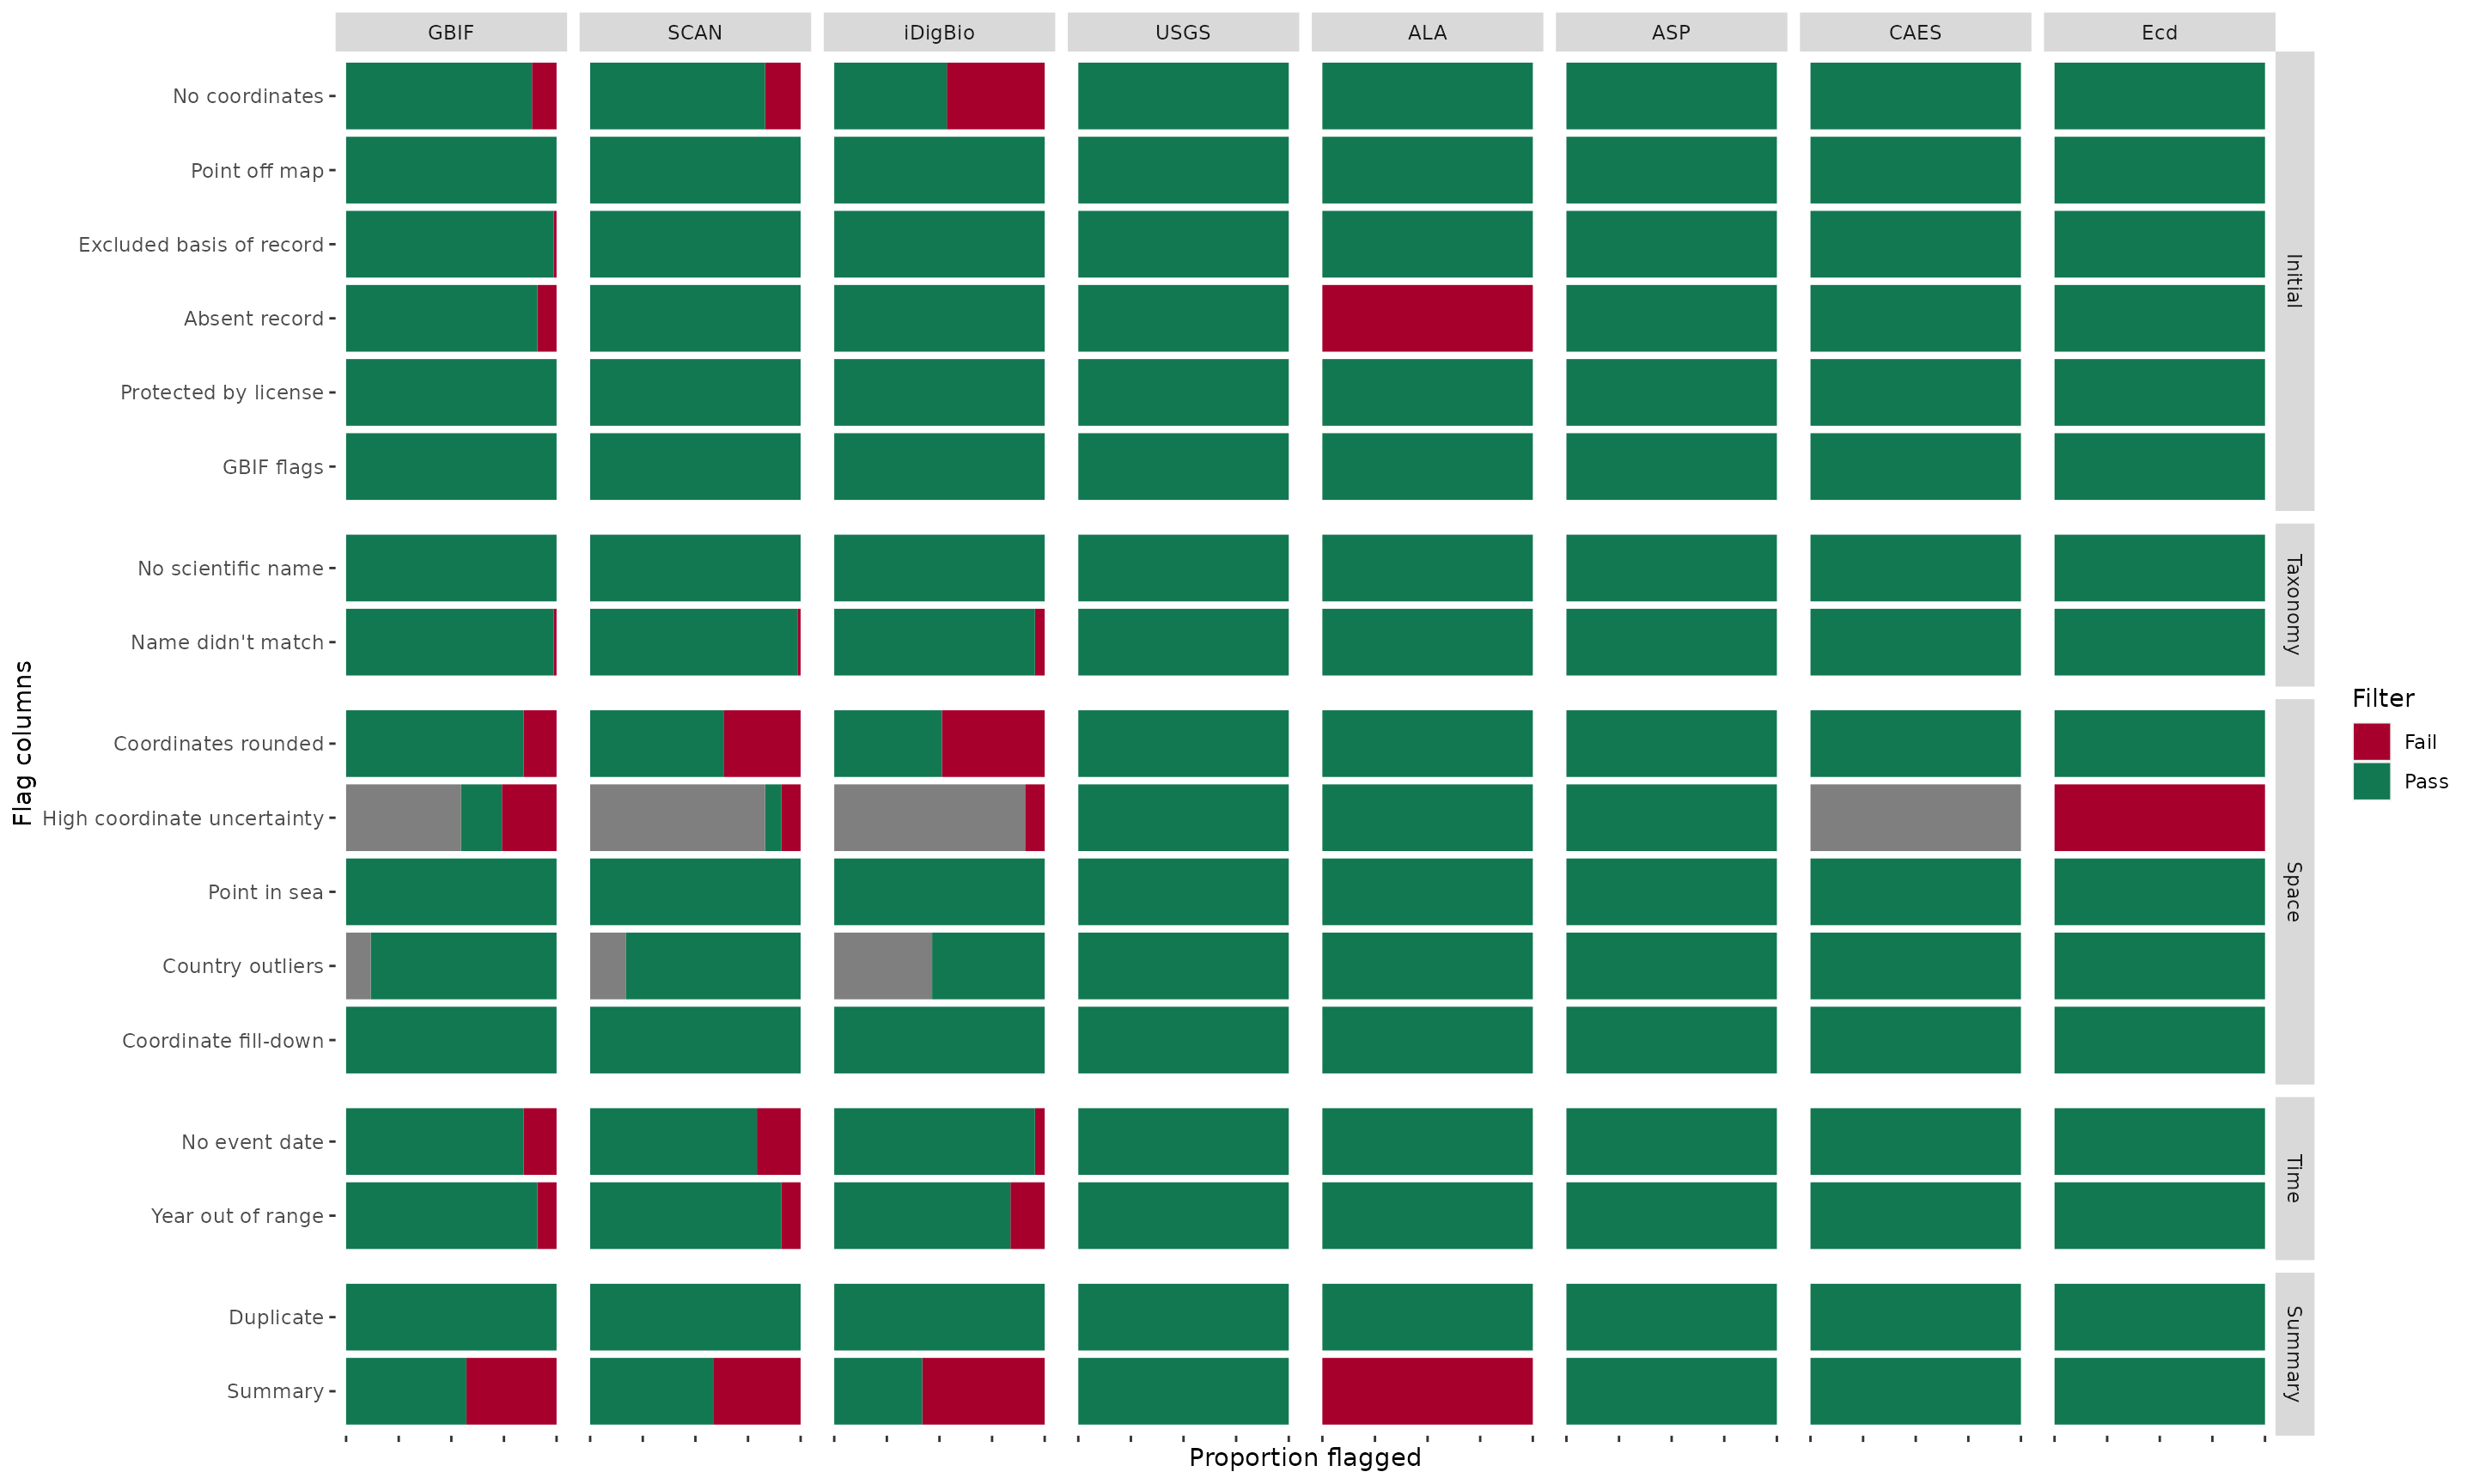 GBIF SCAN iDigBio USGS ALA ASP CAES Ecd
No coordinates
Point off map
Excluded basis of record
Absent record
Protected by license
GBIF flags
Initial
No scientific name
Name didn't match
Taxonomy
Coordinates rounded
High coordinate uncertainty
Point in sea
Country outliers
Coordinate fill-down
Space
No event date
Year out of range
Time
Duplicate
Summary
Summary
Flag columns
Proportion flagged
Filter
Fail
Pass